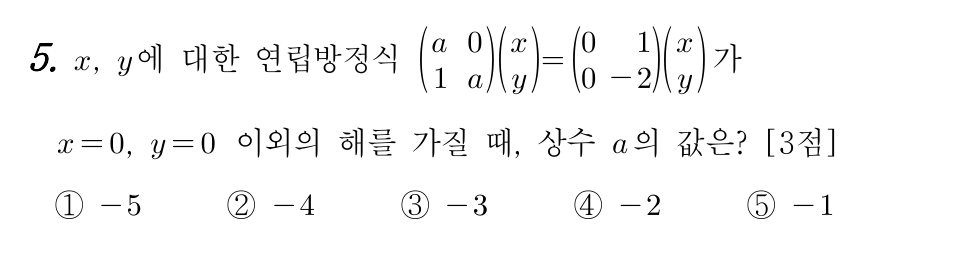 5. x, y에 대한 연립방정식 $\begin{pmatrix} a & 0 \\ 1 & a \end{pmatrix}\begin{pmatrix} x \\ y \end{pmatrix}=\begin{pmatrix} 0 & 1 \\ 0 & -2 \end{pmatrix}\begin{pmatrix} x \\ y \end{pmatrix}$ 가
x=0, y=0 이외의 해를 가질 때, 상수 a의 값은? [3점]
① -5 ② -4 ③ -3 ④ -2 ⑤ -1